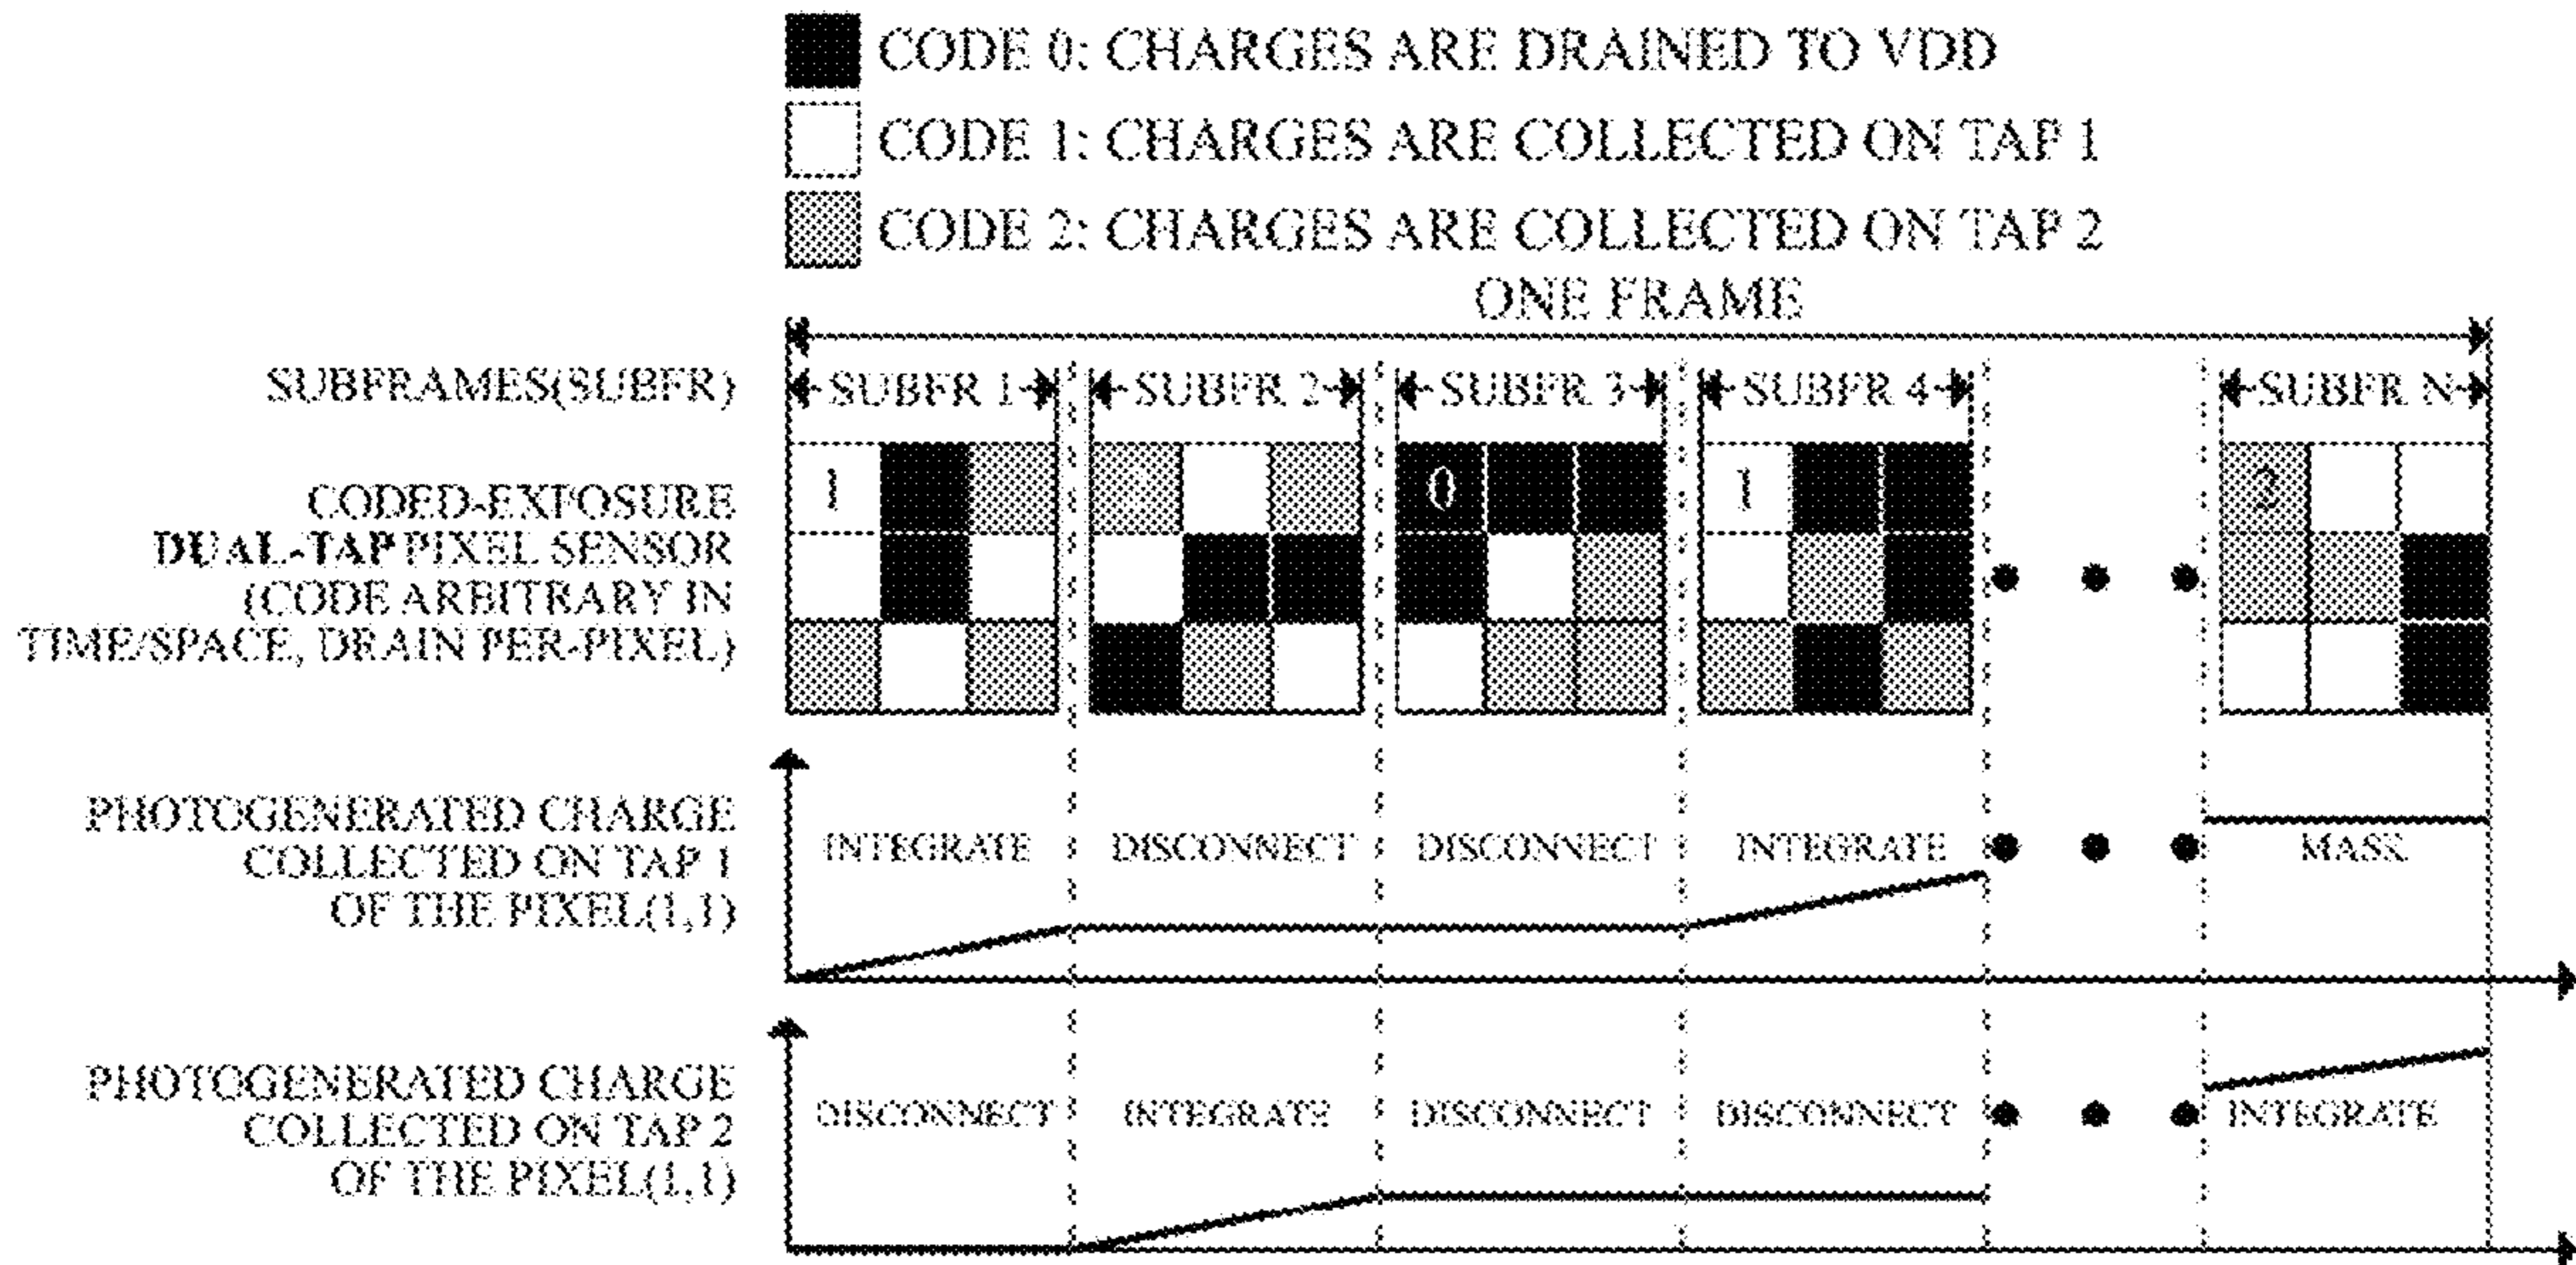 CODE 0: CHARGES ARE DRAINED TO VDD
CODE 1: CHARGES ARE COLLECTED ON TAP 1
CODE 2: CHARGES ARE COLLECTED ON TAP 2
ONE FRAME
SUBFRAMES(SUBFR)
SUBFR 1 SUBFR 2 SUBFR 3 SUBFR 4 SUBFR N
CODED-EXPOSURE
DUAL-TAP PIXEL SENSOR
(CODE ARBITRARY IN
TIME/SPACE, DRAIN PER-PIXEL)
1 0 1 2
PHOTOGENERATED CHARGE
COLLECTED ON TAP 1
OF THE PIXEL(1,1)
INTEGRATE DISCONNECT DISCONNECT INTEGRATE MASK
PHOTOGENERATED CHARGE
COLLECTED ON TAP 2
OF THE PIXEL(1,1)
DISCONNECT INTEGRATE DISCONNECT DISCONNECT INTEGRATE